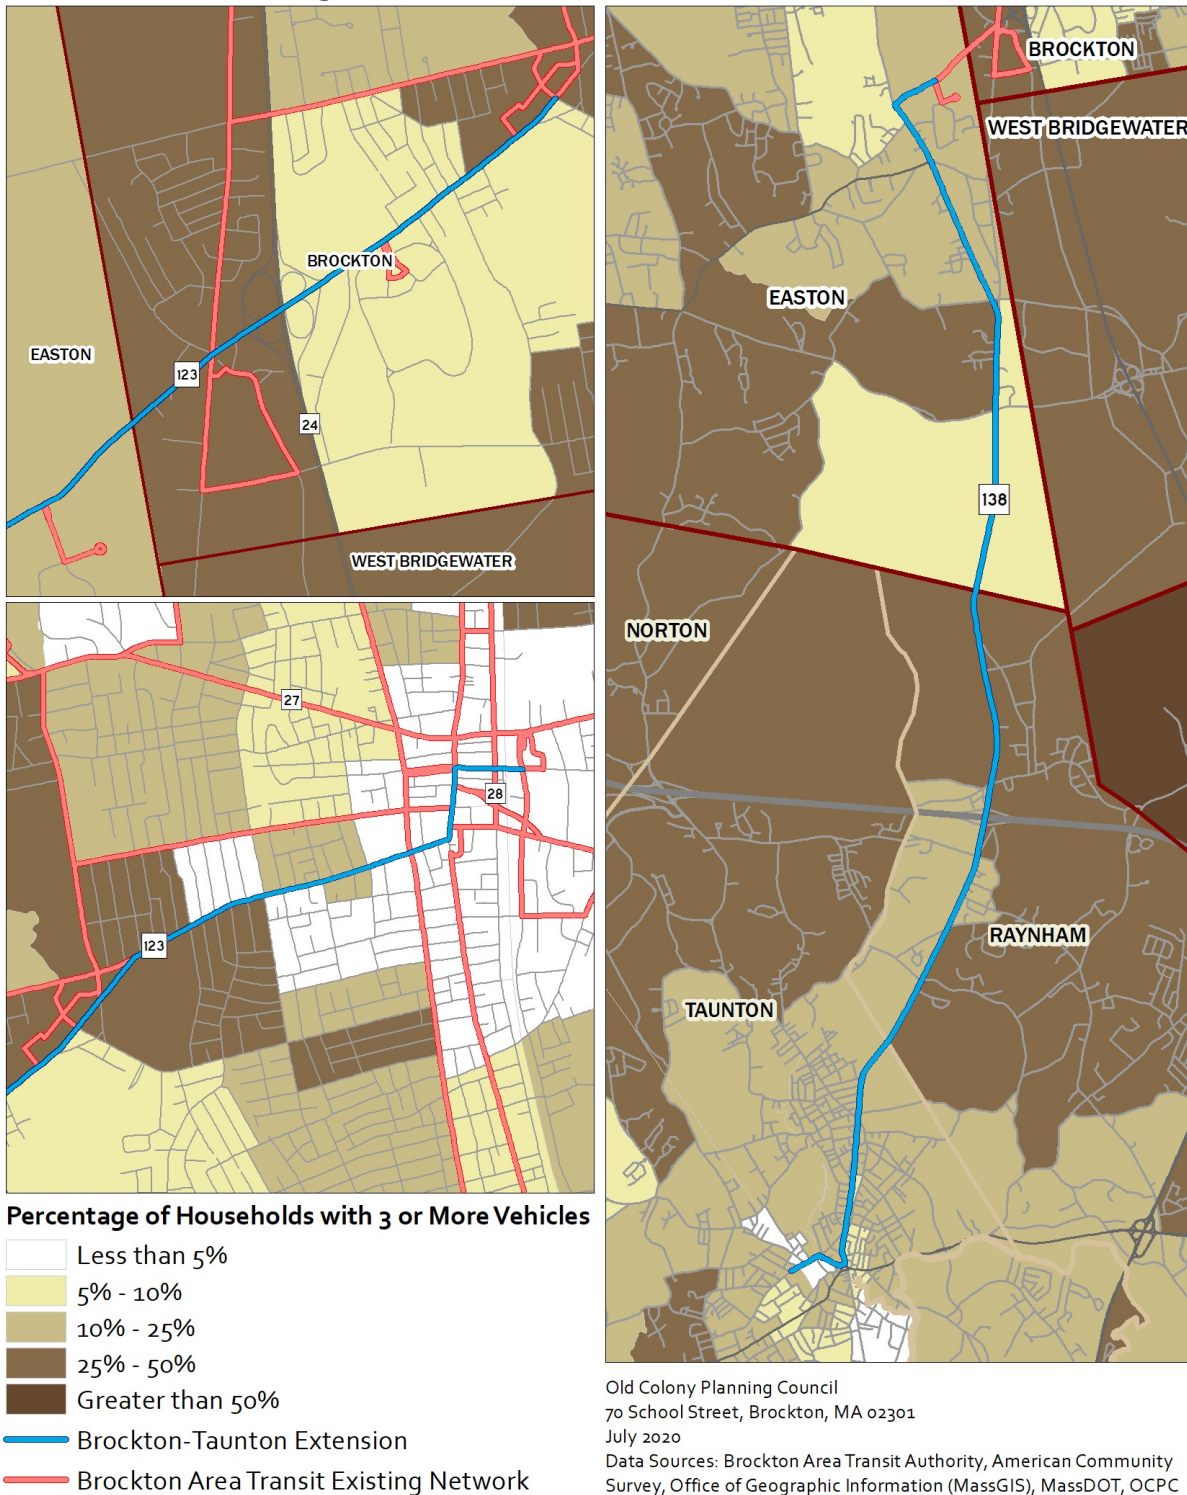 BROCKTON
EASTON
123
24
WEST BRIDGEWATER
27
28
123
BROCKTON
WEST BRIDGEWATER
EASTON
138
NORTON
RAYNHAM
TAUNTON
Percentage of Households with 3 or More Vehicles
Less than 5%
5% - 10%
10% - 25%
25% - 50%
Greater than 50%
Brockton-Taunton Extension
Brockton Area Transit Existing Network
Old Colony Planning Council
70 School Street, Brockton, MA 02301
July 2020
Data Sources: Brockton Area Transit Authority, American Community
Survey, Office of Geographic Information (MassGIS), MassDOT, OCPC